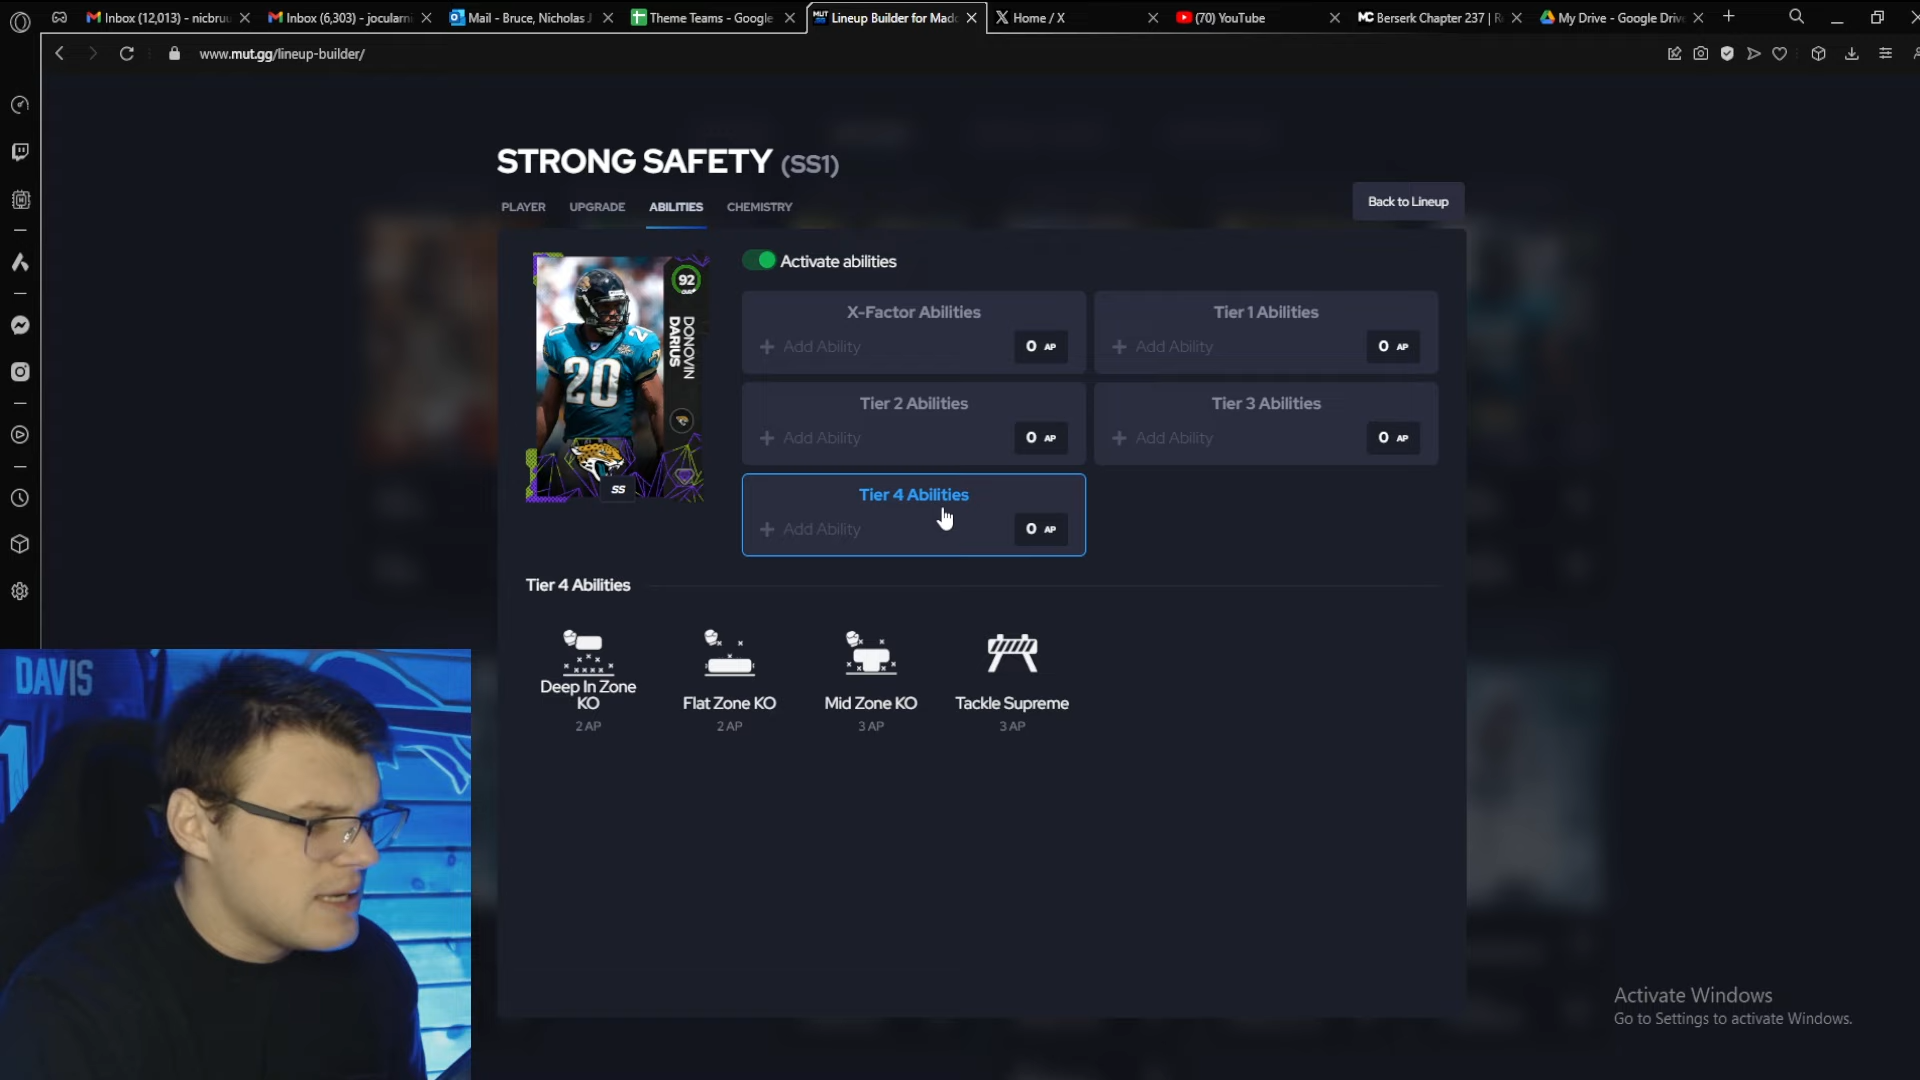 Inbox (12,013) - nicbru
Inbox (6,303) - jocularn
Mail - Bruce, Nicholas J
Theme Teams - Google
MUT Lineup Builder for Madd
Home / X
(70) YouTube
MC Berserk Chapter 237 | R
My Drive - Google Drive
www.mut.gg/lineup-builder/
STRONG SAFETY (SS1)
PLAYER UPGRADE ABILITIES CHEMISTRY
Back to Lineup
92
OVR
DONOVIN
DARIUS
20
SS
Activate abilities
X-Factor Abilities
Add Ability 0 AP
Tier 1 Abilities
Add Ability 0 AP
Tier 2 Abilities
Add Ability 0 AP
Tier 3 Abilities
Add Ability 0 AP
Tier 4 Abilities
Add Ability 0 AP
Tier 4 Abilities
Deep In Zone
KO
2 AP
Flat Zone KO
2 AP
Mid Zone KO
3 AP
Tackle Supreme
3 AP
DAVIS
Activate Windows
Go to Settings to activate Windows.